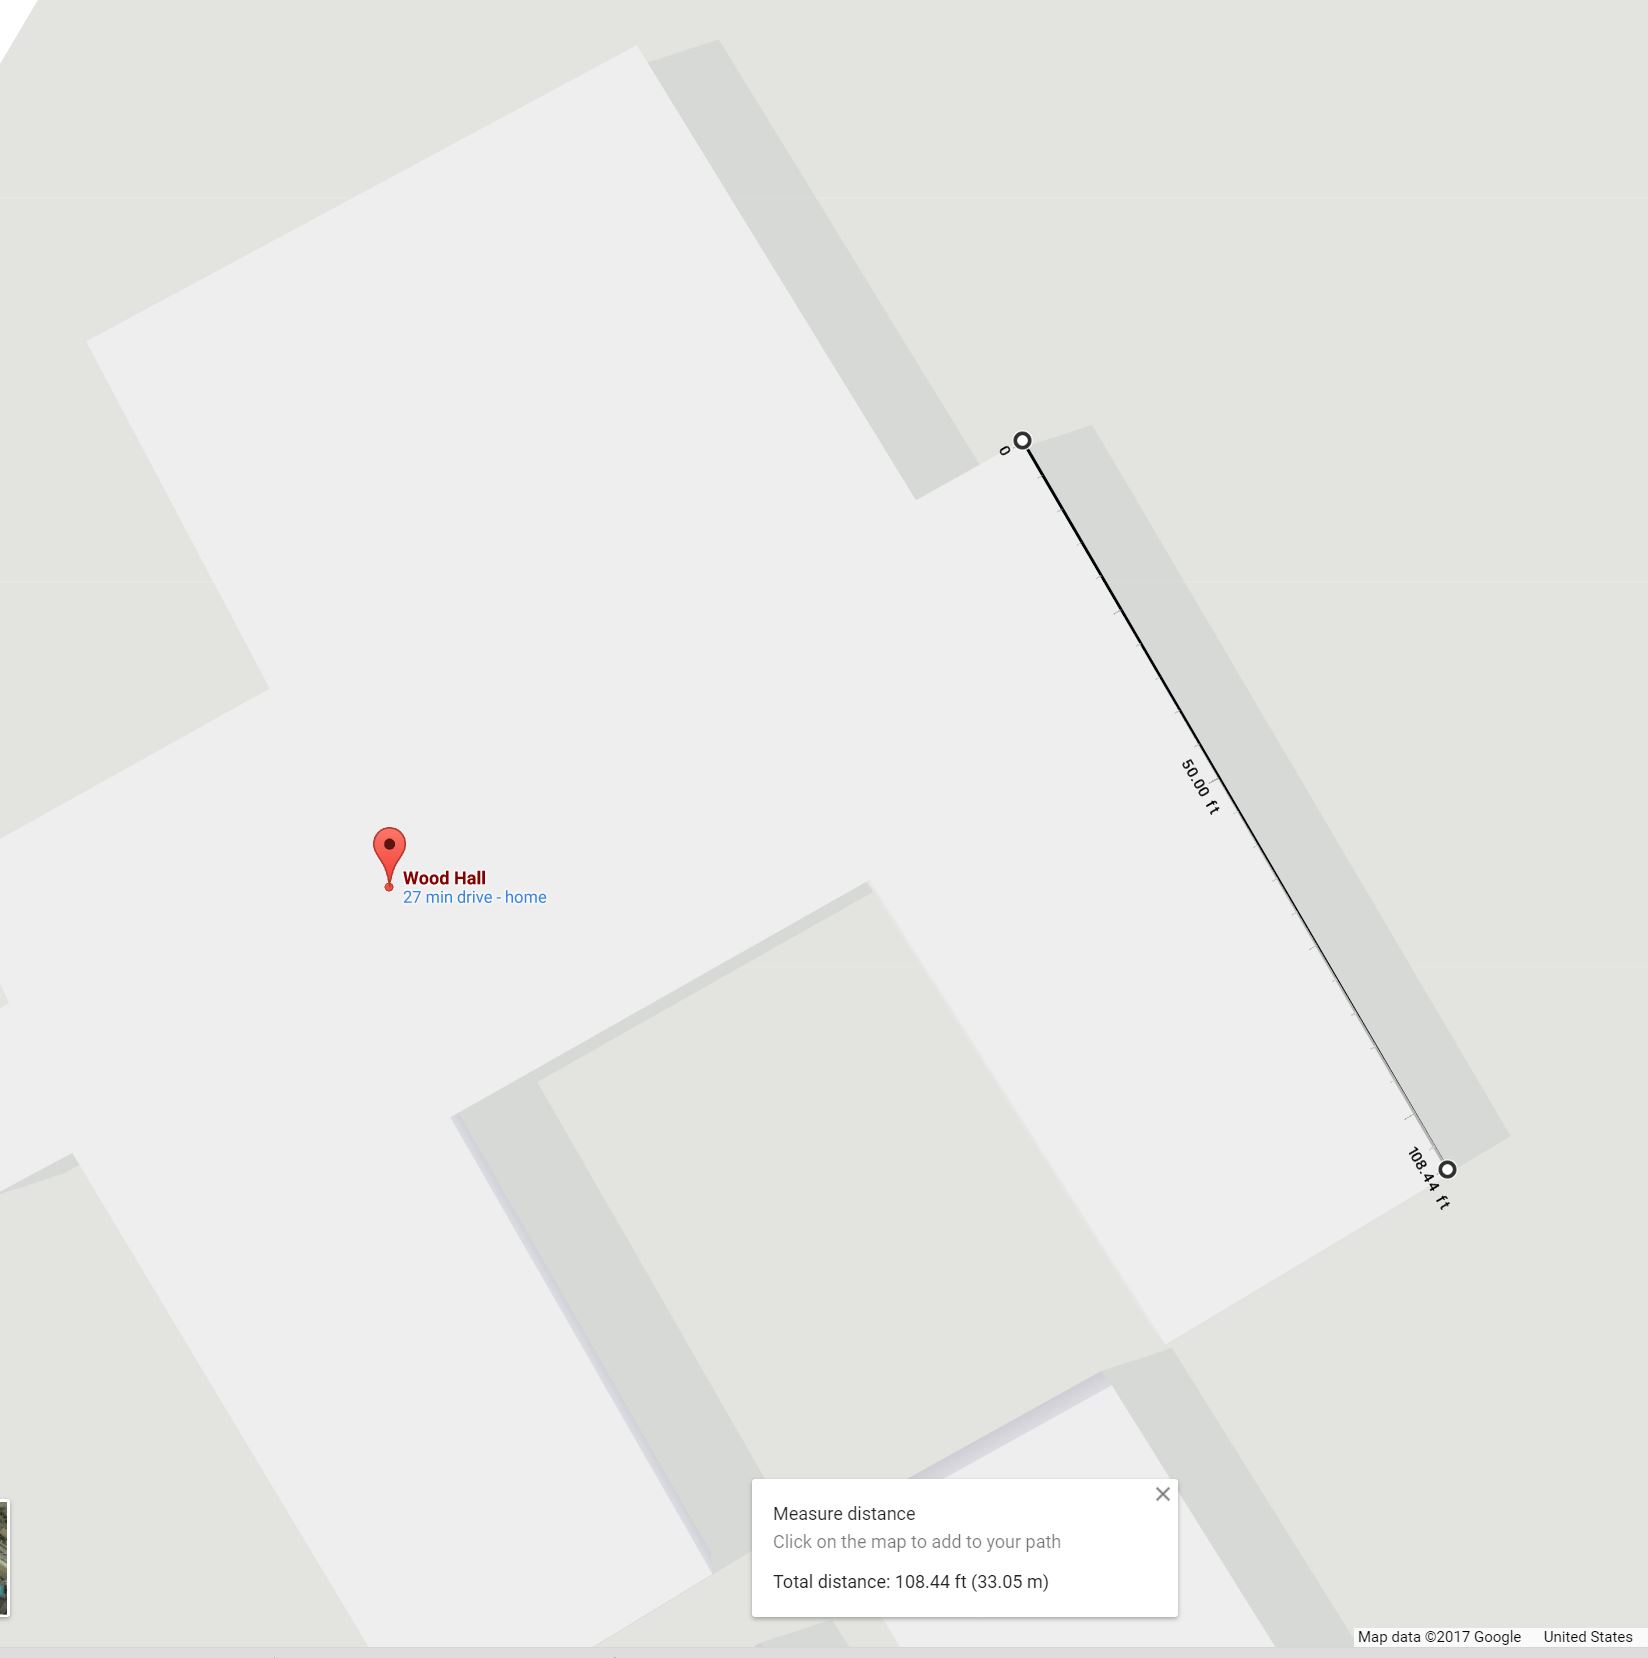 0
50.00 ft
Wood Hall
27 min drive - home
108.44 ft
Measure distance
Click on the map to add to your path
Total distance: 108.44 ft (33.05 m)
Map data ©2017 Google United States